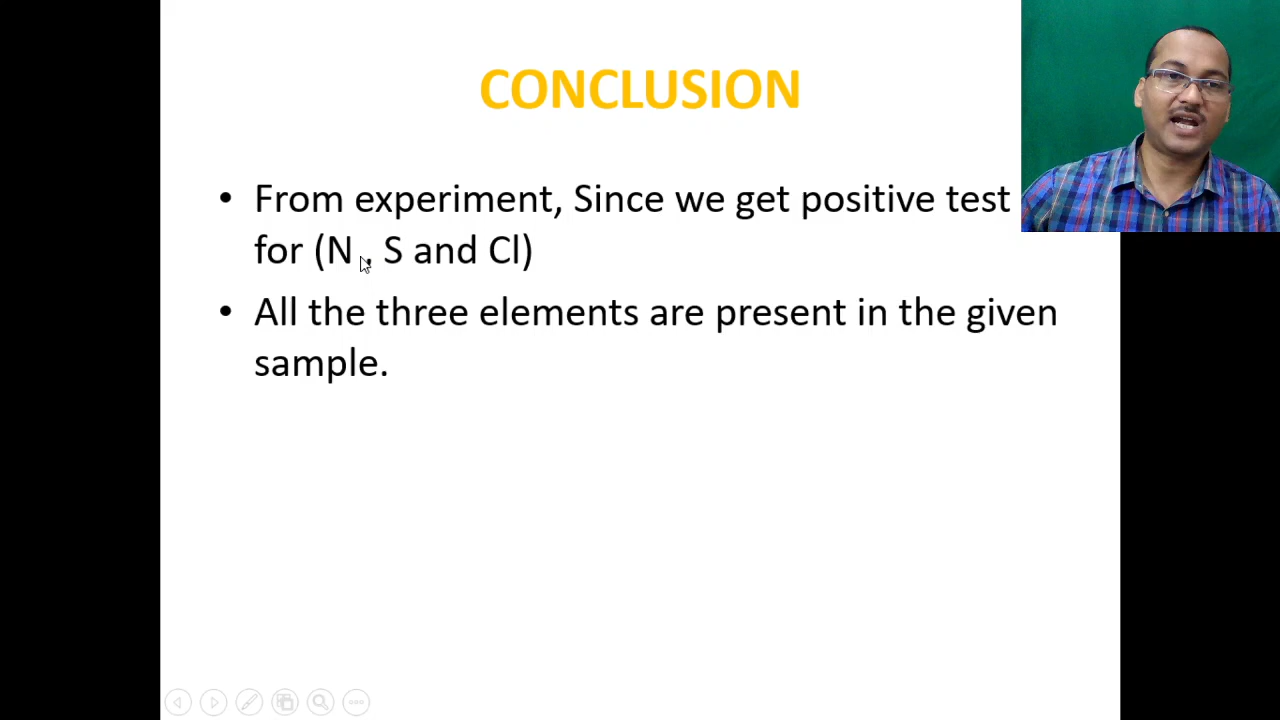 CONCLUSION
• From experiment, Since we get positive test
for (N , S and Cl)
• All the three elements are present in the given
sample.